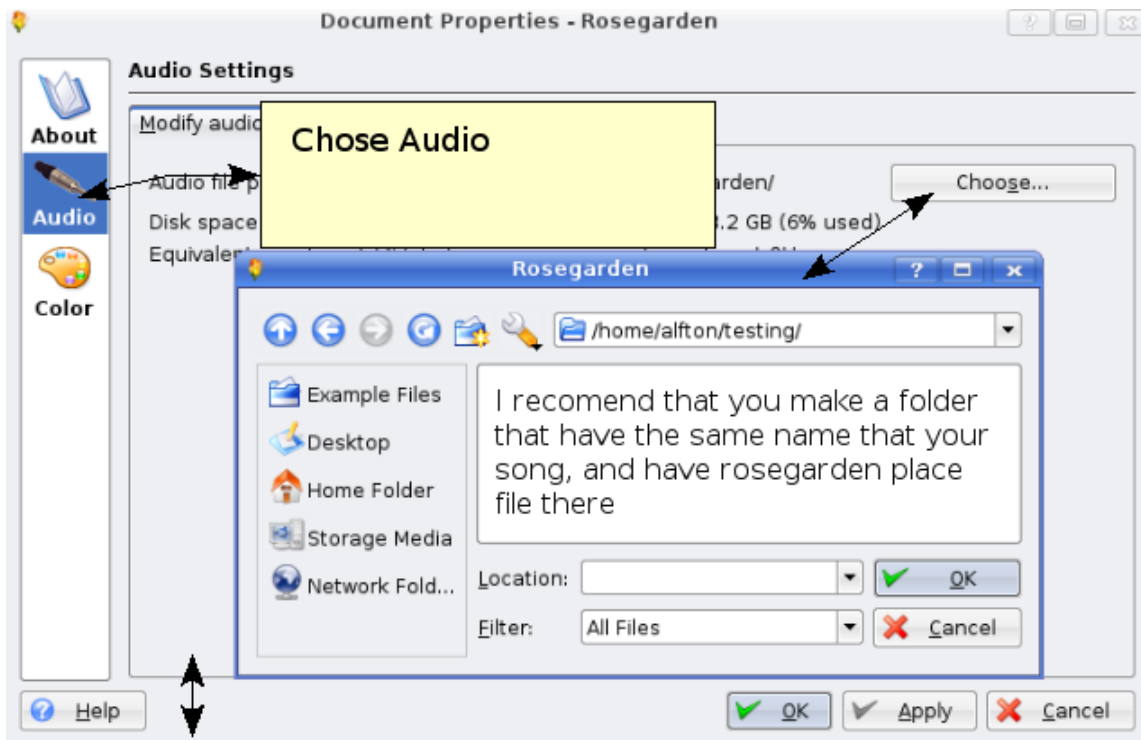 Document Properties - Rosegarden
Audio Settings
About
Audio
Color
Modify audio
Chose Audio
Audio file p
arden/
Choose...
Disk space
.2 GB (6% used)
Equivalen
Rosegarden
/home/alfton/testing/
Example Files
Desktop
Home Folder
Storage Media
Network Fold...
I recomend that you make a folder
that have the same name that your
song, and have rosegarden place
file there
Location:
OK
Filter:
All Files
Cancel
Help
OK
Apply
Cancel